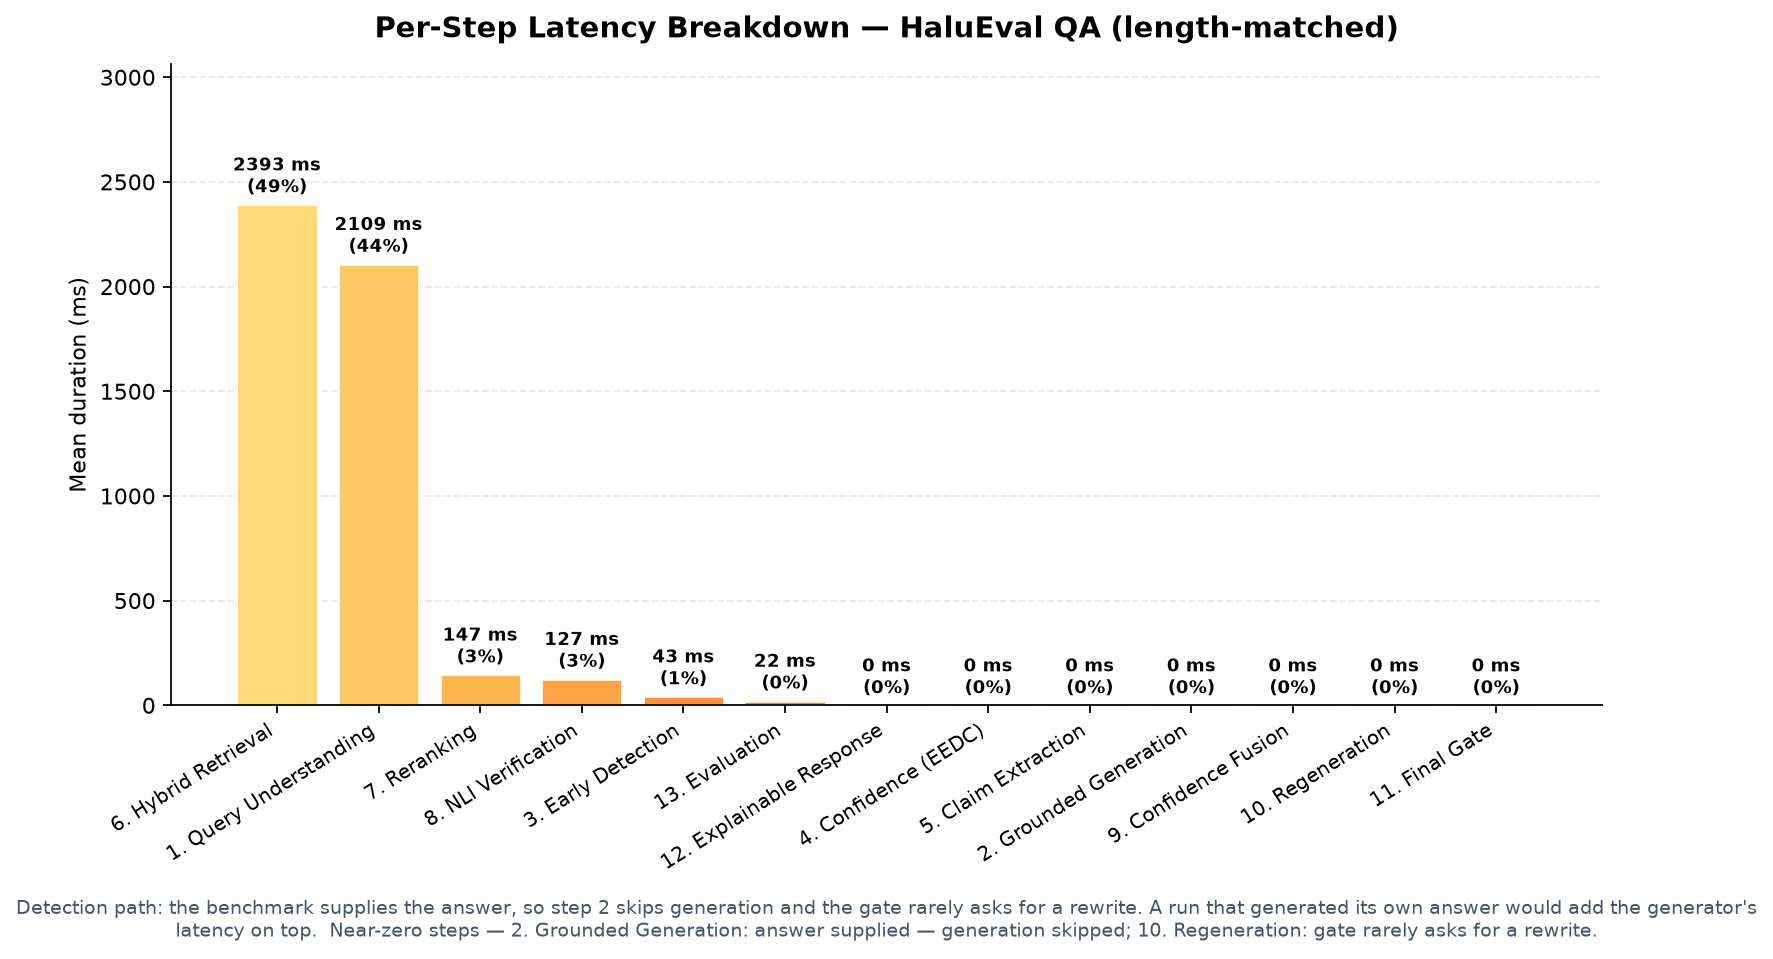 Per-Step Latency Breakdown — HaluEval QA (length-matched)
Mean duration (ms)
3000
2500
2000
1500
1000
500
0
2393 ms
(49%)
2109 ms
(44%)
147 ms
(3%)
127 ms
(3%)
43 ms
(1%)
22 ms
(0%)
0 ms
(0%)
0 ms
(0%)
0 ms
(0%)
0 ms
(0%)
0 ms
(0%)
0 ms
(0%)
0 ms
(0%)
6. Hybrid Retrieval
1. Query Understanding
7. Reranking
8. NLI Verification
3. Early Detection
13. Evaluation
12. Explainable Response
4. Confidence (EEDC)
5. Claim Extraction
2. Grounded Generation
9. Confidence Fusion
10. Regeneration
11. Final Gate
Detection path: the benchmark supplies the answer, so step 2 skips generation and the gate rarely asks for a rewrite. A run that generated its own answer would add the generator's
latency on top.  Near-zero steps — 2. Grounded Generation: answer supplied — generation skipped; 10. Regeneration: gate rarely asks for a rewrite.